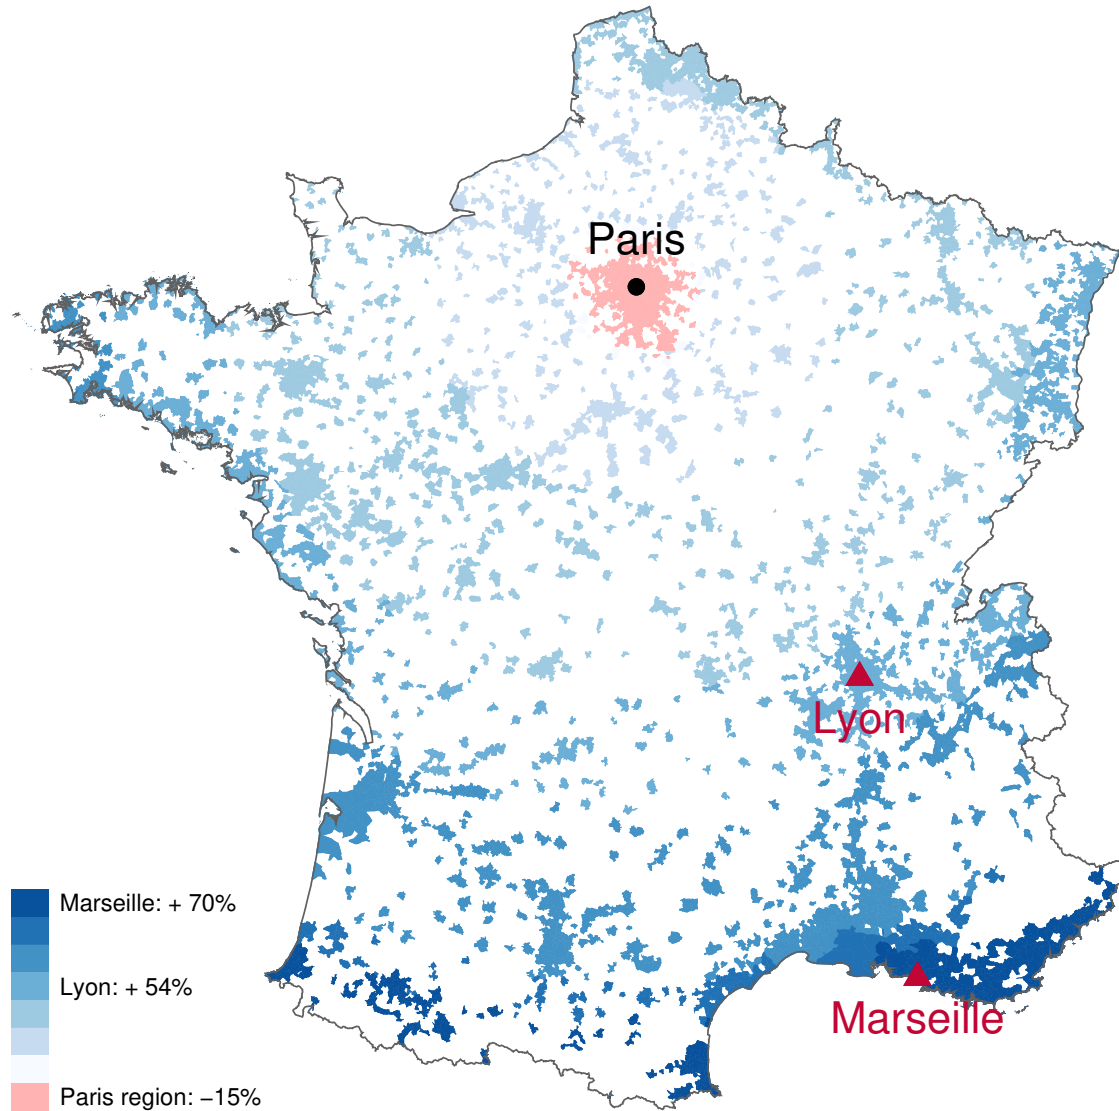 Paris
Lyon
Marseille: + 70%
Lyon: + 54%
Marseille
Paris region: −15%